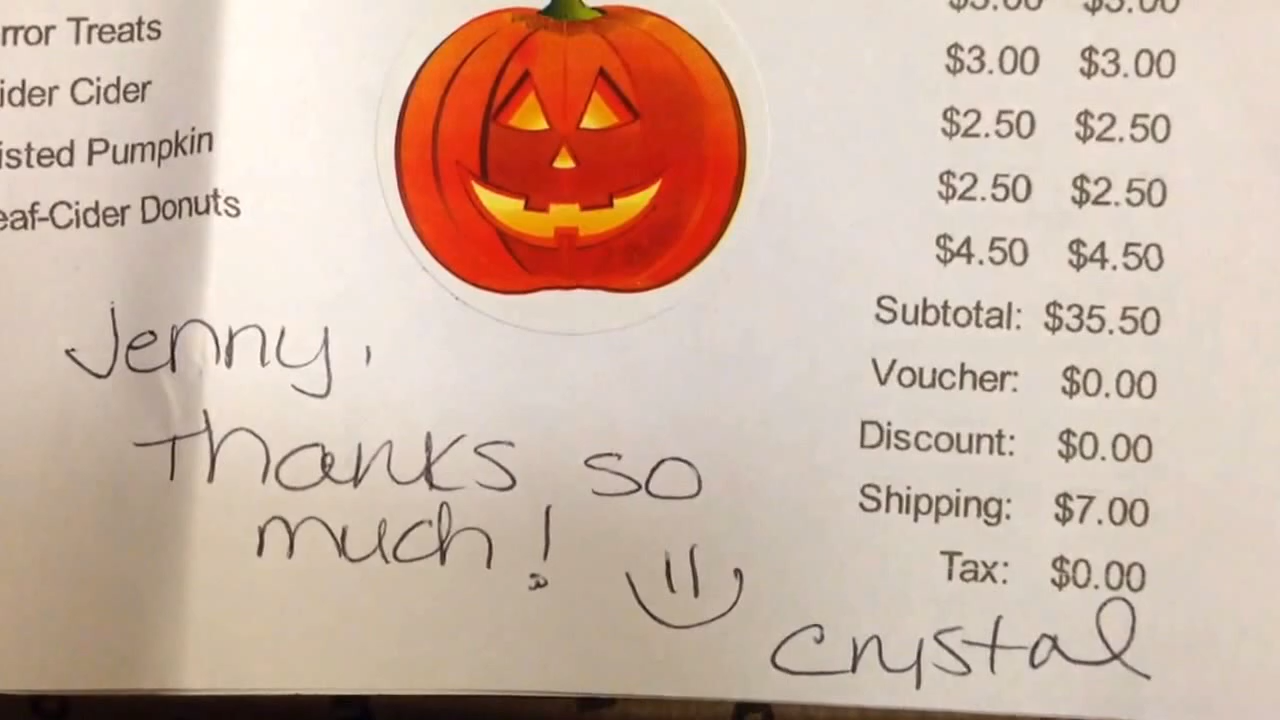 rror Treats $3.00 $3.00
ider Cider $2.50 $2.50
isted Pumpkin $2.50 $2.50
eaf-Cider Donuts $4.50 $4.50
Subtotal: $35.50
Voucher: $0.00
Discount: $0.00
Shipping: $7.00
Tax: $0.00
Jenny,
Thanks so
much!
Crystal